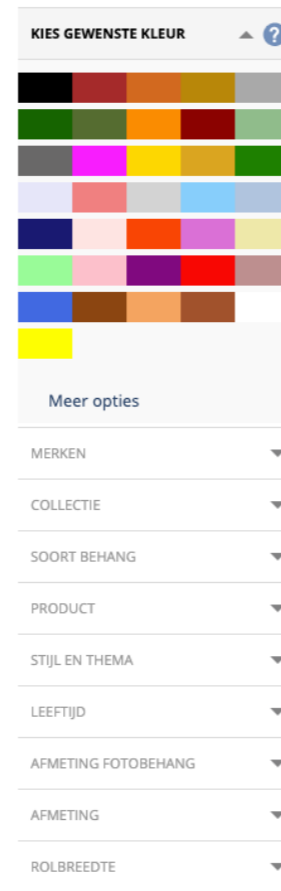 KIES GEWENSTE KLEUR ?
Meer opties
MERKEN
COLLECTIE
SOORT BEHANG
PRODUCT
STIJL EN THEMA
LEEFTIJD
AFMETING FOTOBEHANG
AFMETING
ROLBREEDTE